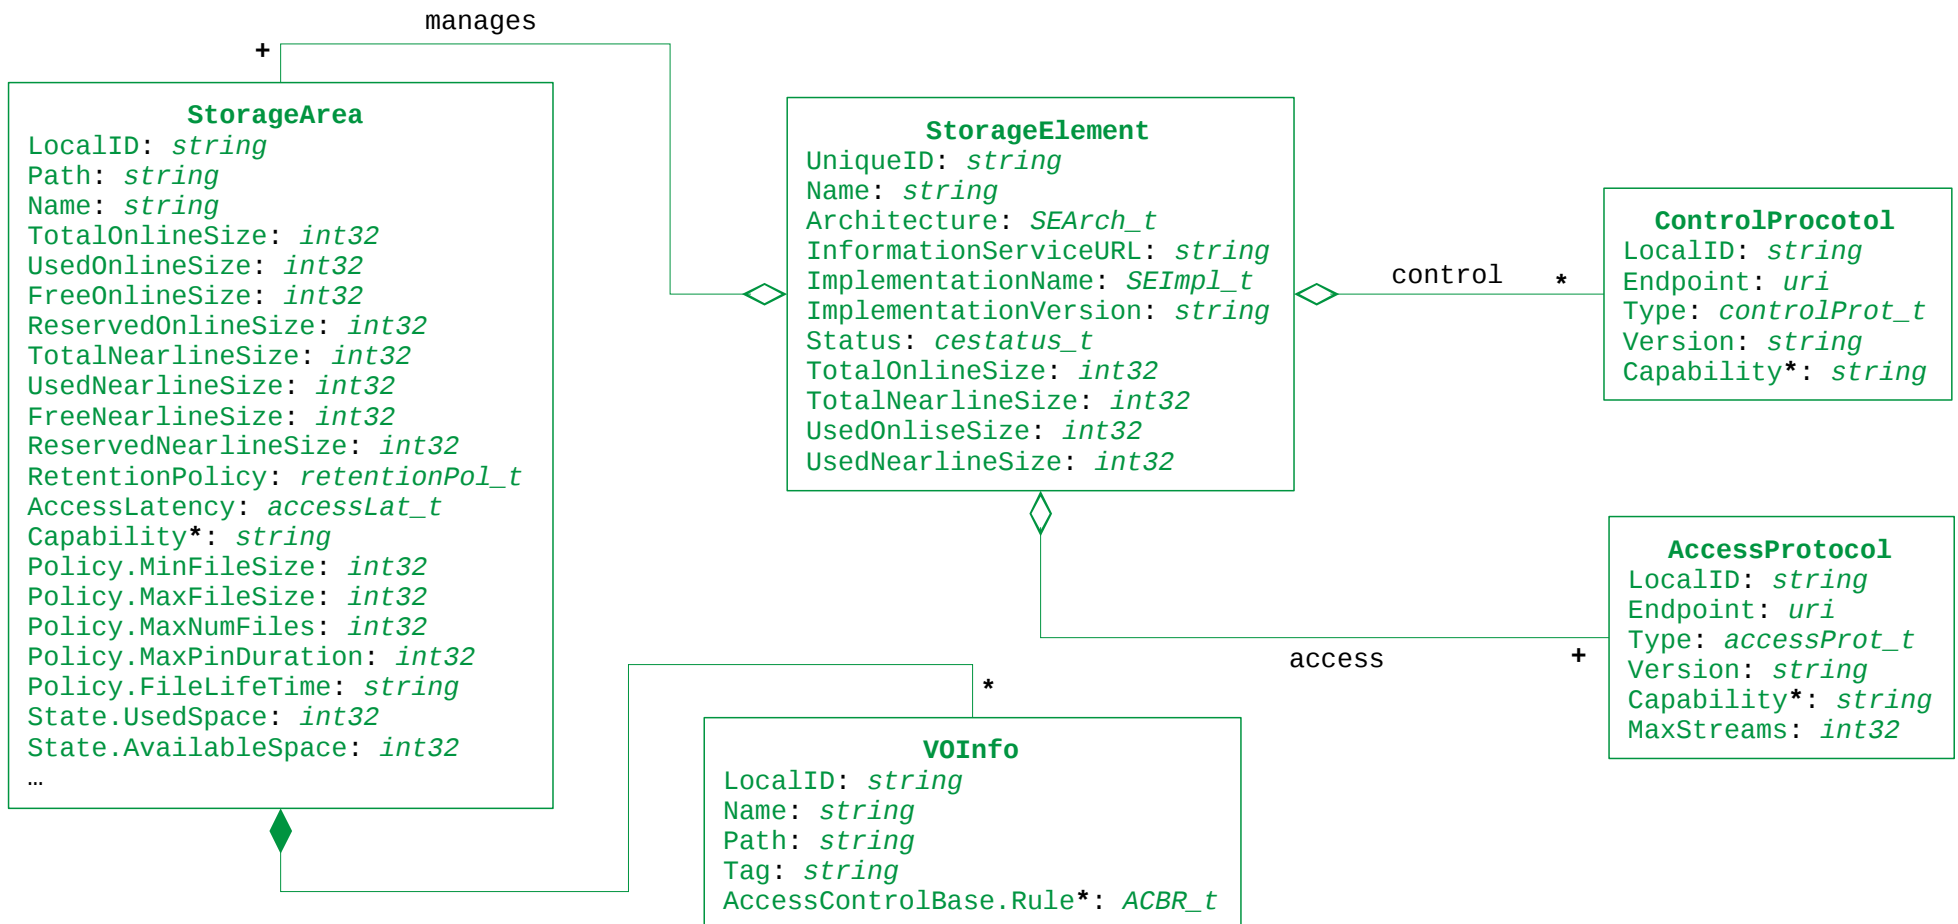 manages
+
StorageArea
LocalID: string
Path: string
Name: string
TotalOnlineSize: int32
UsedOnlineSize: int32
FreeOnlineSize: int32
ReservedOnlineSize: int32
TotalNearlineSize: int32
UsedNearlineSize: int32
FreeNearlineSize: int32
ReservedNearlineSize: int32
RetentionPolicy: retentionPol_t
AccessLatency: accessLat_t
Capability*: string
Policy.MinFileSize: int32
Policy.MaxFileSize: int32
Policy.MaxNumFiles: int32
Policy.MaxPinDuration: int32
Policy.FileLifeTime: string
State.UsedSpace: int32
State.AvailableSpace: int32
…
StorageElement
UniqueID: string
Name: string
Architecture: SEArch_t
InformationServiceURL: string
ImplementationName: SEImpl_t
ImplementationVersion: string
Status: cestatus_t
TotalOnlineSize: int32
TotalNearlineSize: int32
UsedOnliseSize: int32
UsedNearlineSize: int32
control *
ControlProcotol
LocalID: string
Endpoint: uri
Type: controlProt_t
Version: string
Capability*: string
access +
AccessProtocol
LocalID: string
Endpoint: uri
Type: accessProt_t
Version: string
Capability*: string
MaxStreams: int32
*
VOInfo
LocalID: string
Name: string
Path: string
Tag: string
AccessControlBase.Rule*: ACBR_t